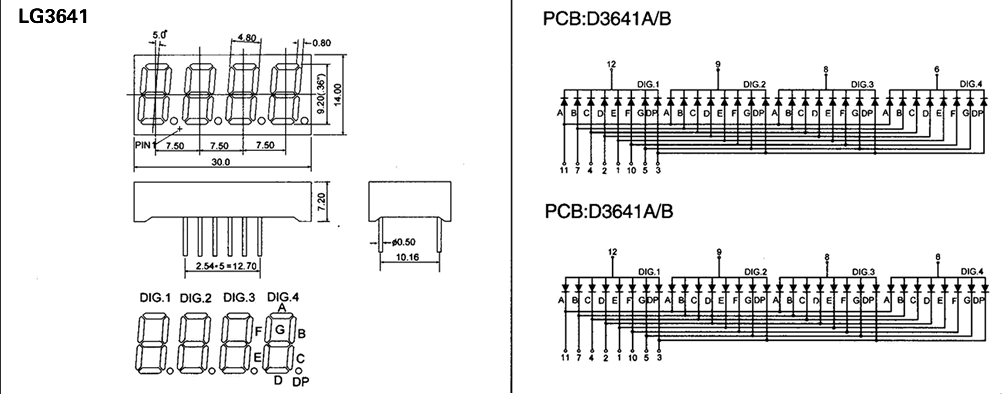 LG3641
5.0°
4.80
0.80
9.20(.36")
14.00
PIN 1
7.50 7.50 7.50
30.0
7.20
ø0.50
2.54*5=12.70
10.16
DIG.1 DIG.2 DIG.3 DIG.4
A
F G B
E C
D DP
PCB:D3641A/B
12 9 8 6
DIG.1 DIG.2 DIG.3 DIG.4
A B C D E F G DP A B C D E F G DP A B C D E F G DP A B C D E F G DP
11 7 4 2 1 10 5 3
PCB:D3641A/B
12 9 8 6
DIG.1 DIG.2 DIG.3 DIG.4
A B C D E F G DP A B C D E F G DP A B C D E F G DP A B C D E F G DP
11 7 4 2 1 10 5 3